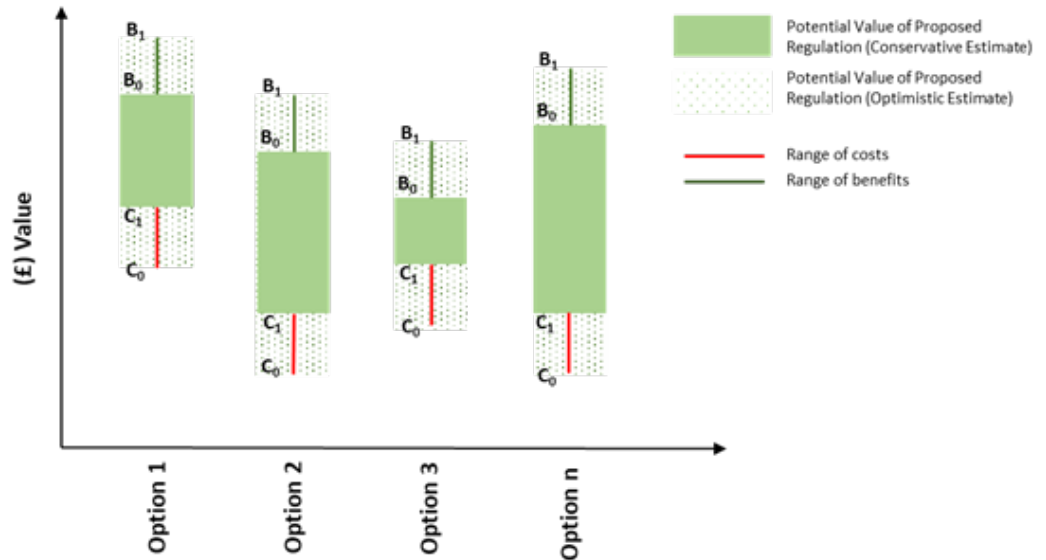 B₁
B₀
C₁
C₀
B₁
B₀
C₁
C₀
B₁
B₀
C₁
C₀
B₁
B₀
C₁
C₀
(£) Value
Option 1
Option 2
Option 3
Option n
Potential Value of Proposed
Regulation (Conservative Estimate)
Potential Value of Proposed
Regulation (Optimistic Estimate)
Range of costs
Range of benefits